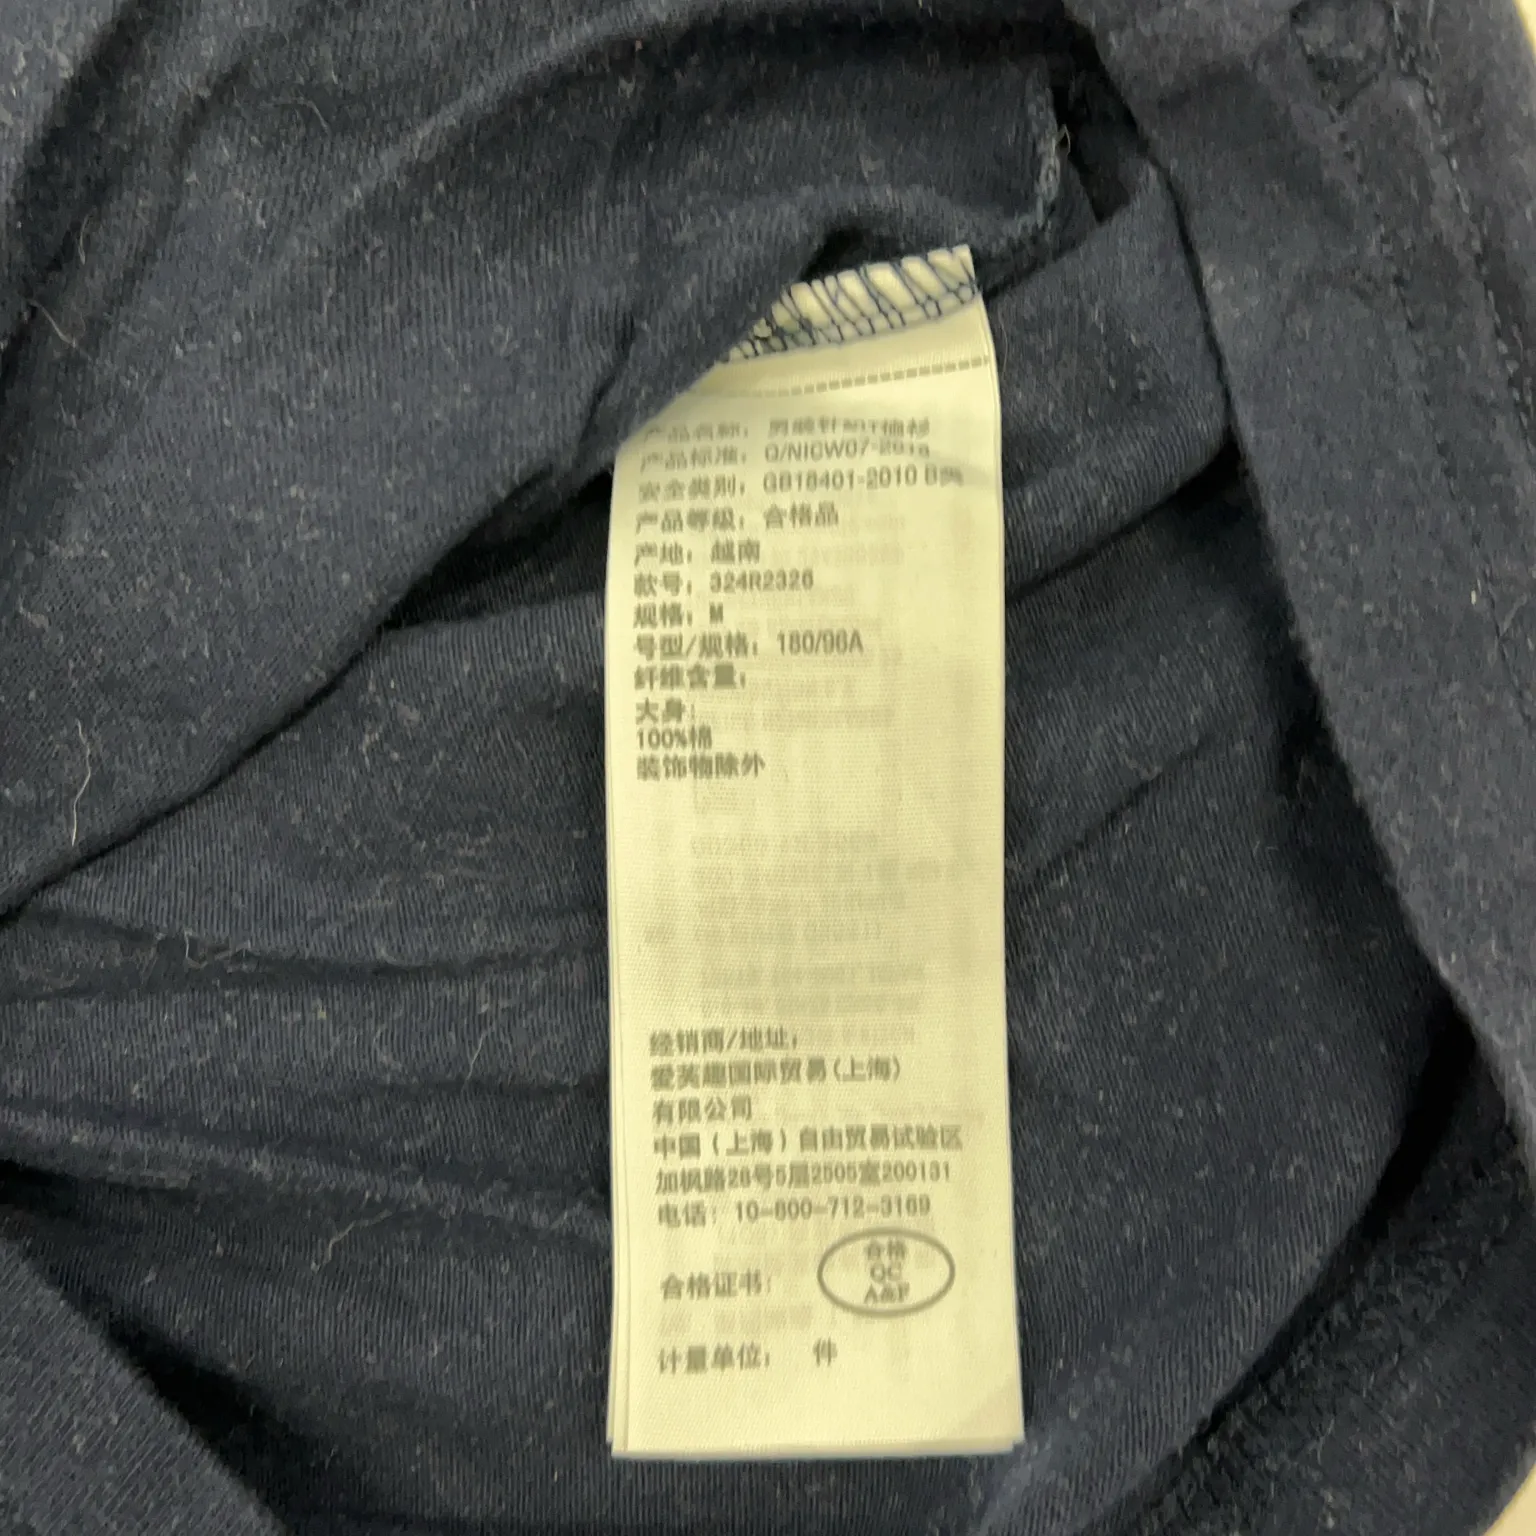 产品名称： 男 针织T恤衫
产品标准： Q/NICW07-2018
安全类别： GB18401-2010 B类
产品等级： 合格品
产地： 越南
款号： 324R2326
规格： M
号型/规格： 180/96A
纤维含量：
大身：
100%棉
装饰物除外
经销商/地址：
爱芙趣国际贸易(上海)
有限公司
中国(上海)自由贸易试验区
加枫路28号5层2505室200131
电话： 10-800-712-3169
合格证书：
合格
QC
A&F
计量单位： 件